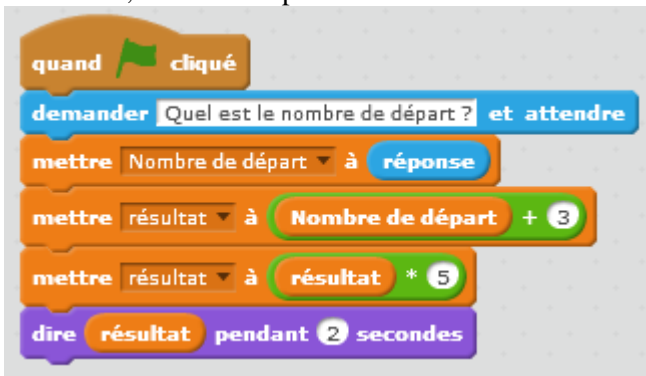 quand cliqué
demander Quel est le nombre de départ ? et attendre
mettre Nombre de départ à réponse
mettre résultat à Nombre de départ + 3
mettre résultat à résultat * 5
dire résultat pendant 2 secondes